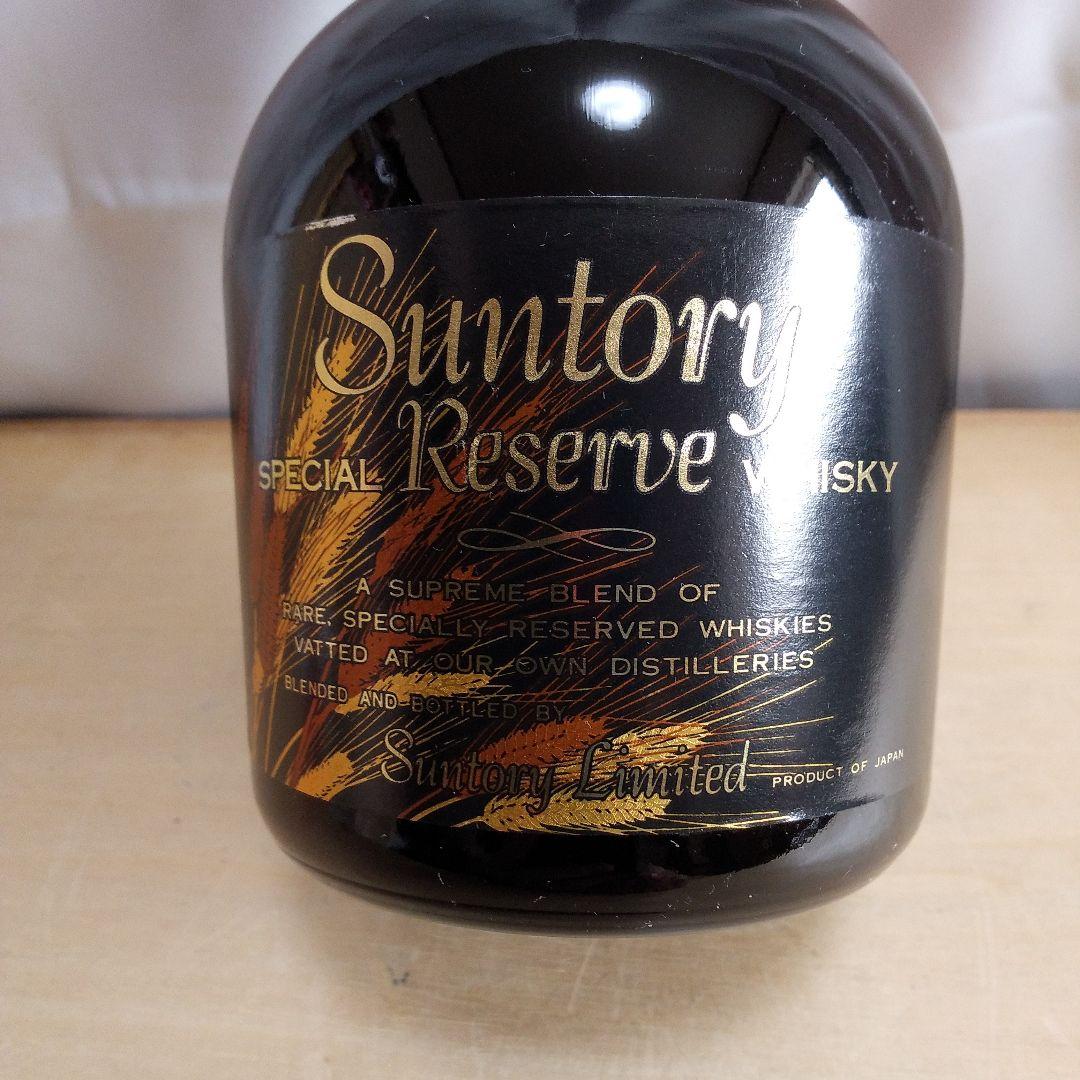 Suntory
SPECIAL Reserve WHISKY
A SUPREME BLEND OF
RARE, SPECIALLY RESERVED WHISKIES
VATTED AT OUR OWN DISTILLERIES
BLENDED AND BOTTLED BY
Suntory Limited PRODUCT OF JAPAN